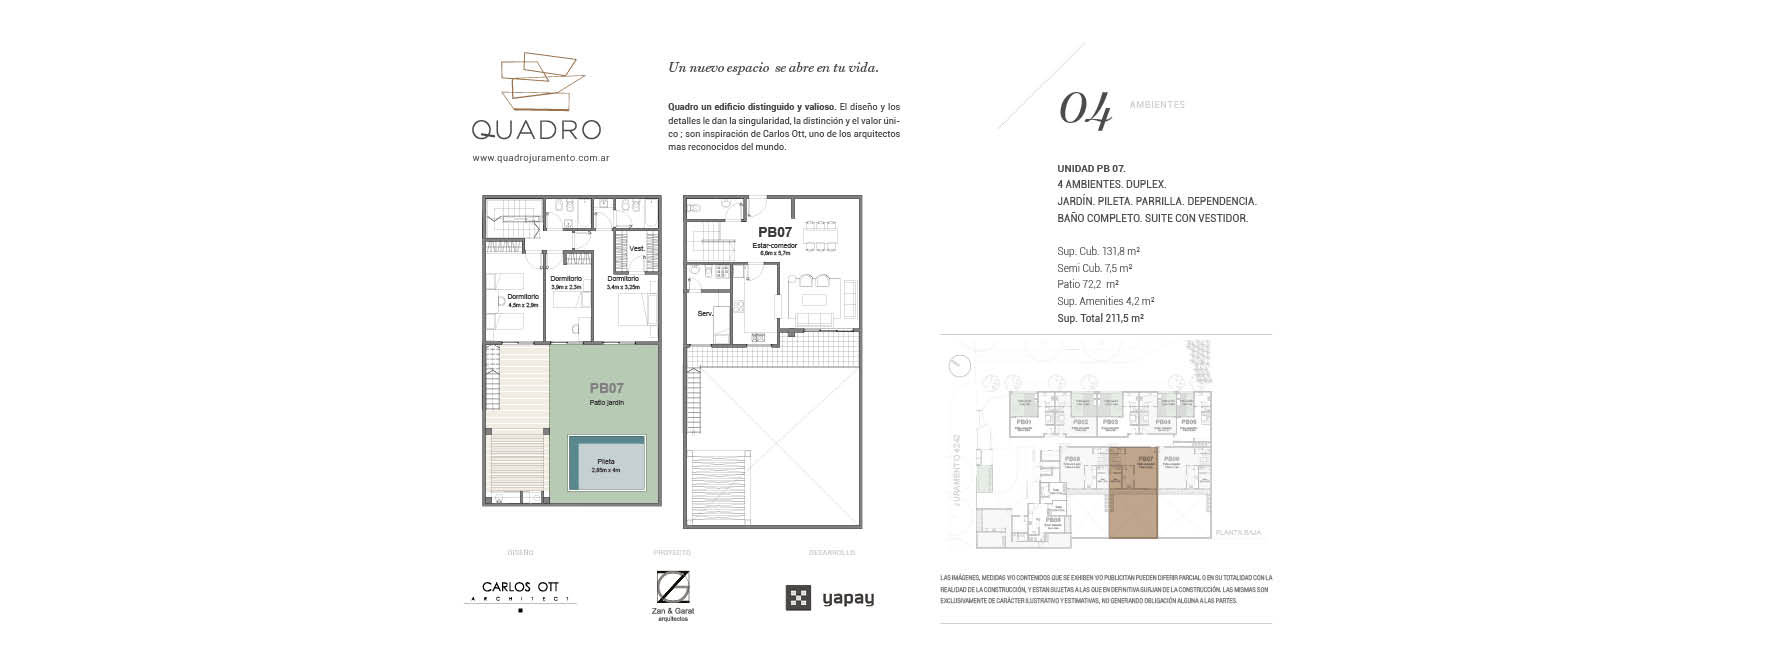 QUADRO
www.quadrojuramento.com.ar
Un nuevo espacio se abre en tu vida.
Quadro un edificio distinguido y valioso. El diseño y los
detalles le dan la singularidad, la distinción y el valor úni-
co ; son inspiración de Carlos Ott, uno de los arquitectos
mas reconocidos del mundo.
04 AMBIENTES
UNIDAD PB 07.
4 AMBIENTES. DUPLEX.
JARDÍN. PILETA. PARRILLA. DEPENDENCIA.
BAÑO COMPLETO. SUITE CON VESTIDOR.
Sup. Cub. 131,8 m²
Semi Cub. 7,5 m²
Patio 72,2 m²
Sup. Amenities 4,2 m²
Sup. Total 211,5 m²
Vest.
Dormitorio
4,5m x 2,9m
Dormitorio
3,9m x 2,3m
Dormitorio
3,4m x 3,25m
PB07
Patio jardín
Pileta
2,85m x 4m
PB07
Estar-comedor
6,8m x 5,7m
Serv.
PB01
PB02
PB03
PB04
PB05
PB07
JURAMENTO 4242
PLANTA BAJA
DISEÑO
PROYECTO
DESARROLLO
CARLOS OTT
ARCHITECT
Zan & Garat
arquitectos
yapay
LAS IMÁGENES, MEDIDAS Y/O CONTENIDOS QUE SE EXHIBEN Y/O PUBLICITAN PUEDEN DIFERIR PARCIAL O EN SU TOTALIDAD CON LA
REALIDAD DE LA CONSTRUCCIÓN, Y ESTAN SUJETAS A LAS QUE EN DEFINITIVA SURJAN DE LA CONSTRUCCIÓN. LAS MISMAS SON
EXCLUSIVAMENTE DE CARÁCTER ILUSTRATIVO Y ESTIMATIVAS, NO GENERANDO OBLIGACIÓN ALGUNA A LAS PARTES.